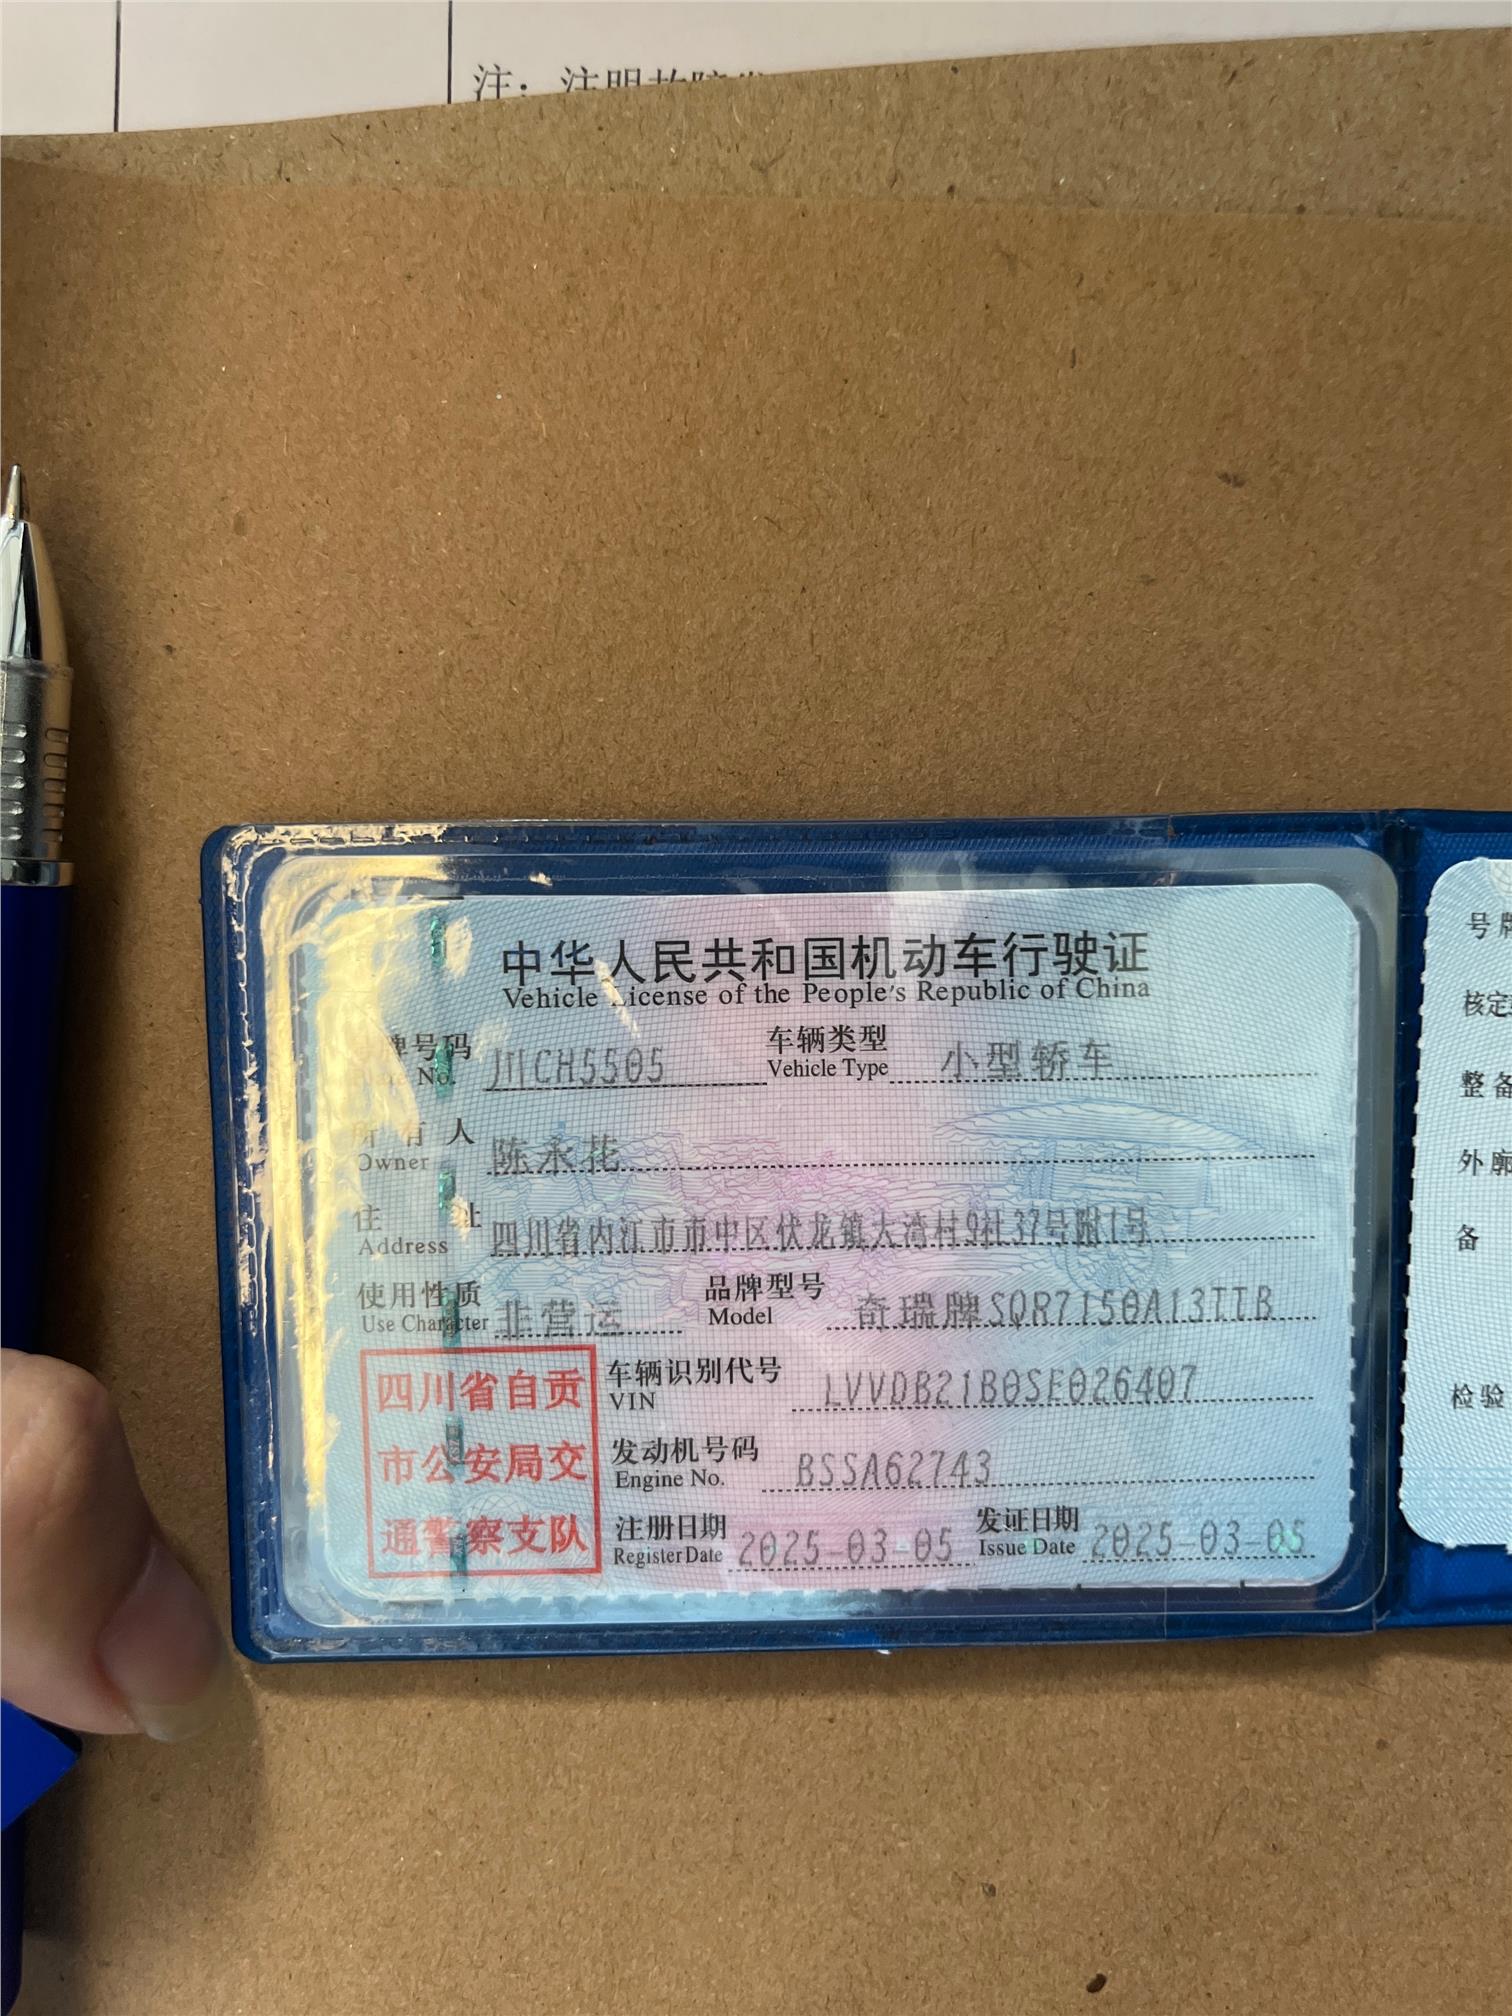 注：注明故障发
中华人民共和国机动车行驶证
Vehicle License of the People's Republic of China
号牌号码 川CH5505 车辆类型 小型轿车
Plate No. Vehicle Type
所有人 陈永花
Owner
住址 四川省内江市市中区伏龙镇大湾村9社37号附1号
Address
使用性质 非营运 品牌型号 奇瑞牌SQR7150A13IIB
Use Character Model
四川省自贡
市公安局交
通警察支队
车辆识别代号 LVVDB21B0SE026407
VIN
发动机号码 BSSA62743
Engine No.
注册日期 2025-03-05 发证日期 2025-03-05
Register Date Issue Date
号牌
核定
整备
外廓
备
检验